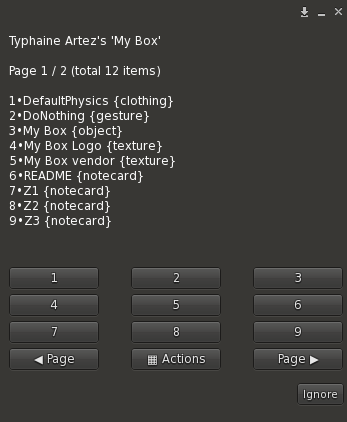 Typhaine Artez's 'My Box'
Page 1 / 2 (total 12 items)
1•DefaultPhysics {clothing}
2•DoNothing {gesture}
3•My Box {object}
4•My Box Logo {texture}
5•My Box vendor {texture}
6•README {notecard}
7•Z1 {notecard}
8•Z2 {notecard}
9•Z3 {notecard}
1 2 3
4 5 6
7 8 9
◀ Page ▦ Actions Page ▶
Ignore